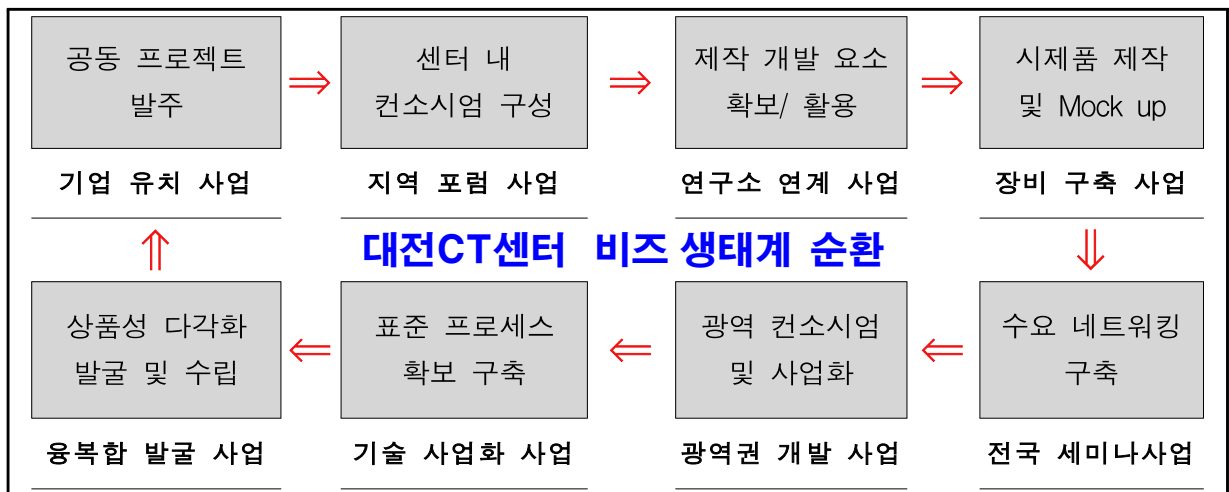 공동 프로젝트
발주
센터 내
컨소시엄 구성
제작 개발 요소
확보/ 활용
시제품 제작
및 Mock up
기업 유치 사업
지역 포럼 사업
연구소 연계 사업
장비 구축 사업
대전CT센터 비즈 생태계 순환
상품성 다각화
발굴 및 수립
표준 프로세스
확보 구축
광역 컨소시엄
및 사업화
수요 네트워킹
구축
융복합 발굴 사업
기술 사업화 사업
광역권 개발 사업
전국 세미나사업